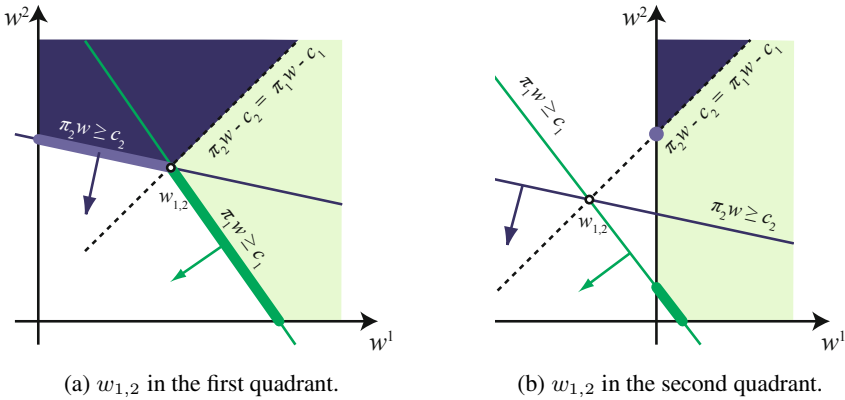 w²
π₂w ≥ c₂
w₁,₂
π₁w ≥ c₁
π₂w - c₂ = π₁w - c₁
w¹
(a) w₁,₂ in the first quadrant.
w²
π₁w ≥ c₁
π₂w - c₂ = π₁w - c₁
w₁,₂
π₂w ≥ c₂
w¹
(b) w₁,₂ in the second quadrant.